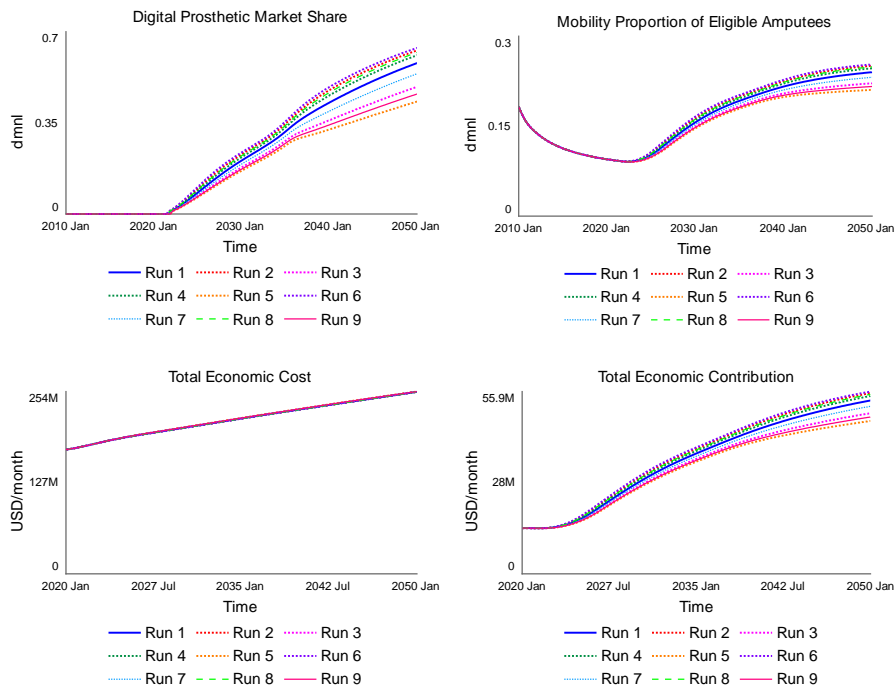 Digital Prosthetic Market Share
0.7
0.35
0
dmnl
2010 Jan 2020 Jan 2030 Jan 2040 Jan 2050 Jan
Time
Run 1 Run 2 Run 3
Run 4 Run 5 Run 6
Run 7 Run 8 Run 9
Mobility Proportion of Eligible Amputees
0.3
0.15
0
dmnl
2010 Jan 2020 Jan 2030 Jan 2040 Jan 2050 Jan
Time
Run 1 Run 2 Run 3
Run 4 Run 5 Run 6
Run 7 Run 8 Run 9
Total Economic Cost
254M
127M
0
USD/month
2020 Jan 2027 Jul 2035 Jan 2042 Jul 2050 Jan
Time
Run 1 Run 2 Run 3
Run 4 Run 5 Run 6
Run 7 Run 8 Run 9
Total Economic Contribution
55.9M
28M
0
USD/month
2020 Jan 2027 Jul 2035 Jan 2042 Jul 2050 Jan
Time
Run 1 Run 2 Run 3
Run 4 Run 5 Run 6
Run 7 Run 8 Run 9